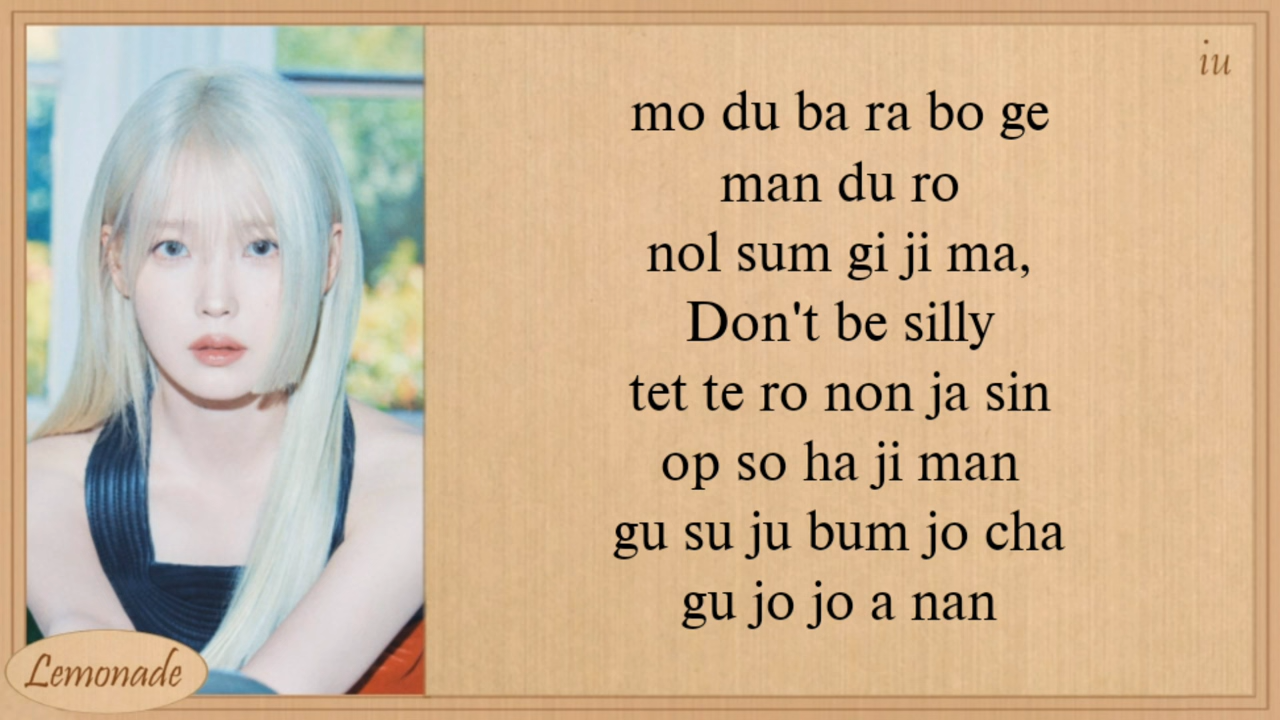 iu
mo du ba ra bo ge
man du ro
nol sum gi ji ma,
Don't be silly
tet te ro non ja sin
op so ha ji man
gu su ju bum jo cha
gu jo jo a nan
Lemonade